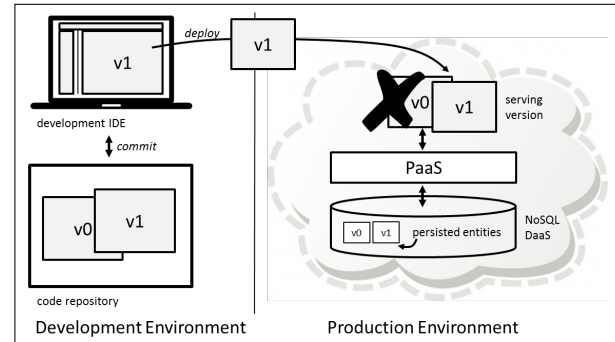 deploy
v1
v1
development IDE
commit
v0
v1
code repository
v0
v1
serving
version
PaaS
NoSQL
DaaS
v0
v1
persisted entities
Development Environment
Production Environment